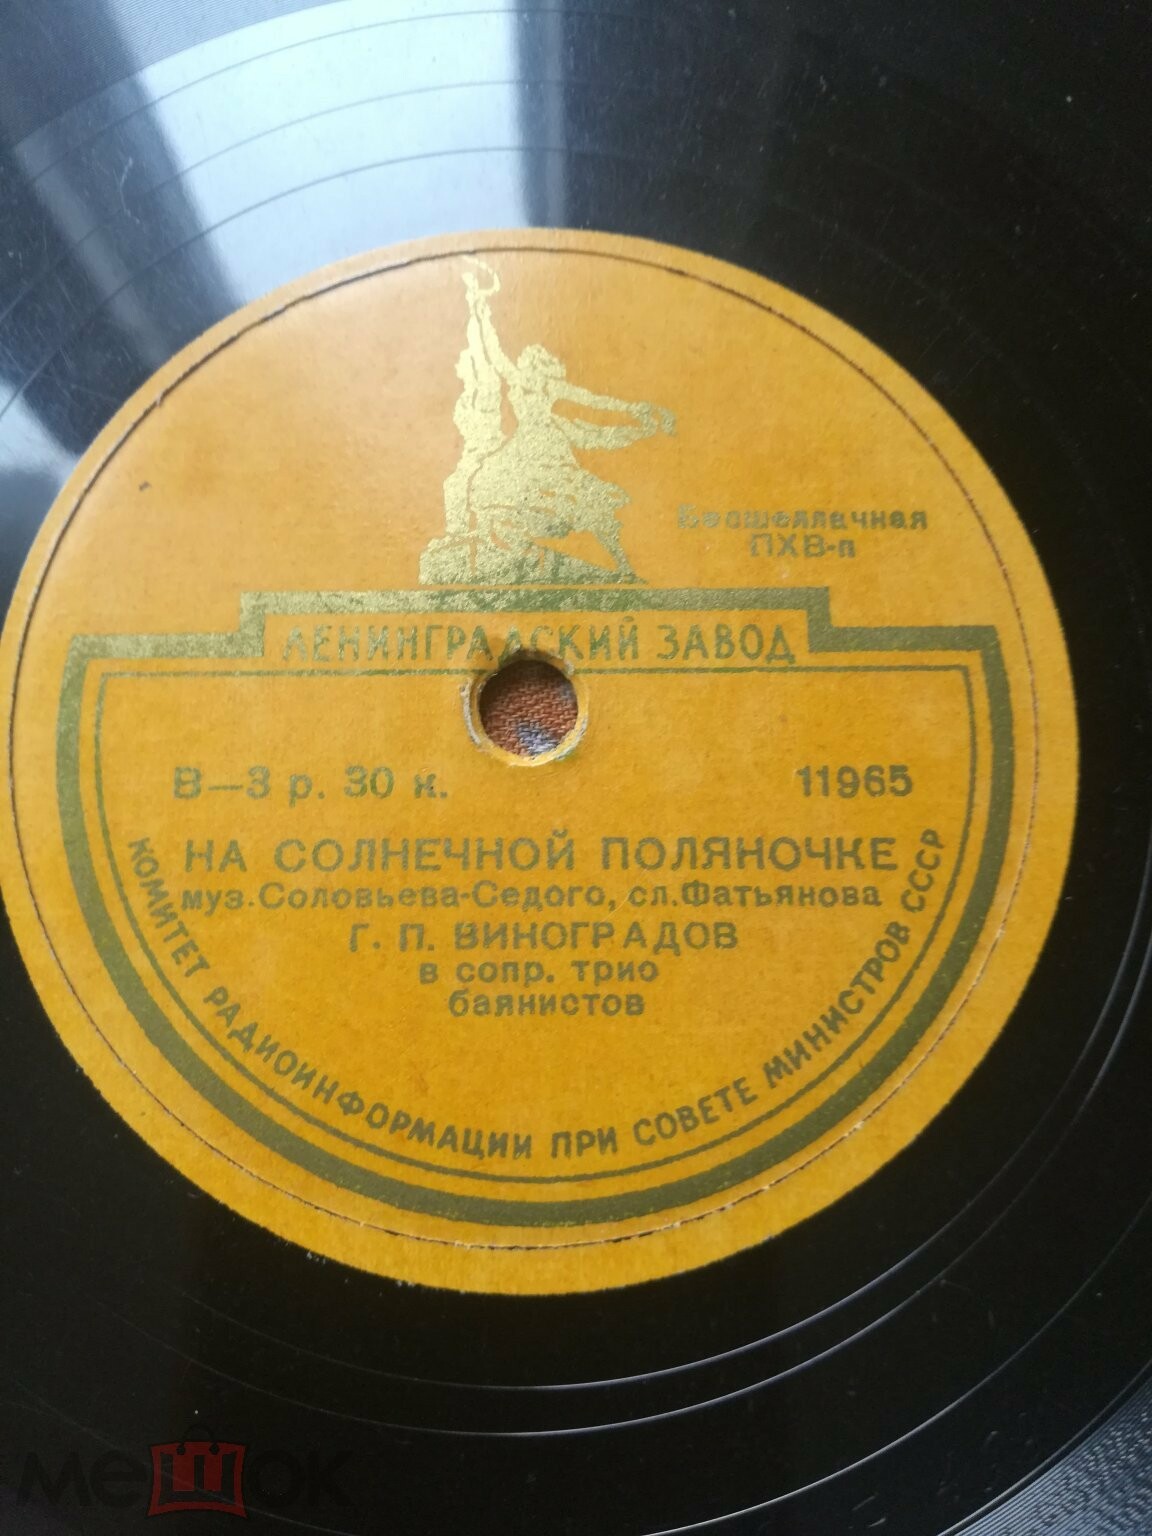 Бесшеллачная
ПХВ-п
ЛЕНИНГРАДСКИЙ ЗАВОД
В—3 р. 30 к.
11965
НА СОЛНЕЧНОЙ ПОЛЯНОЧКЕ
муз.Соловьева-Седого, сл.Фатьянова
Г. П. ВИНОГРАДОВ
в сопр. трио
баянистов
КОМИТЕТ РАДИОИНФОРМАЦИИ ПРИ СОВЕТЕ МИНИСТРОВ СССР
мешок